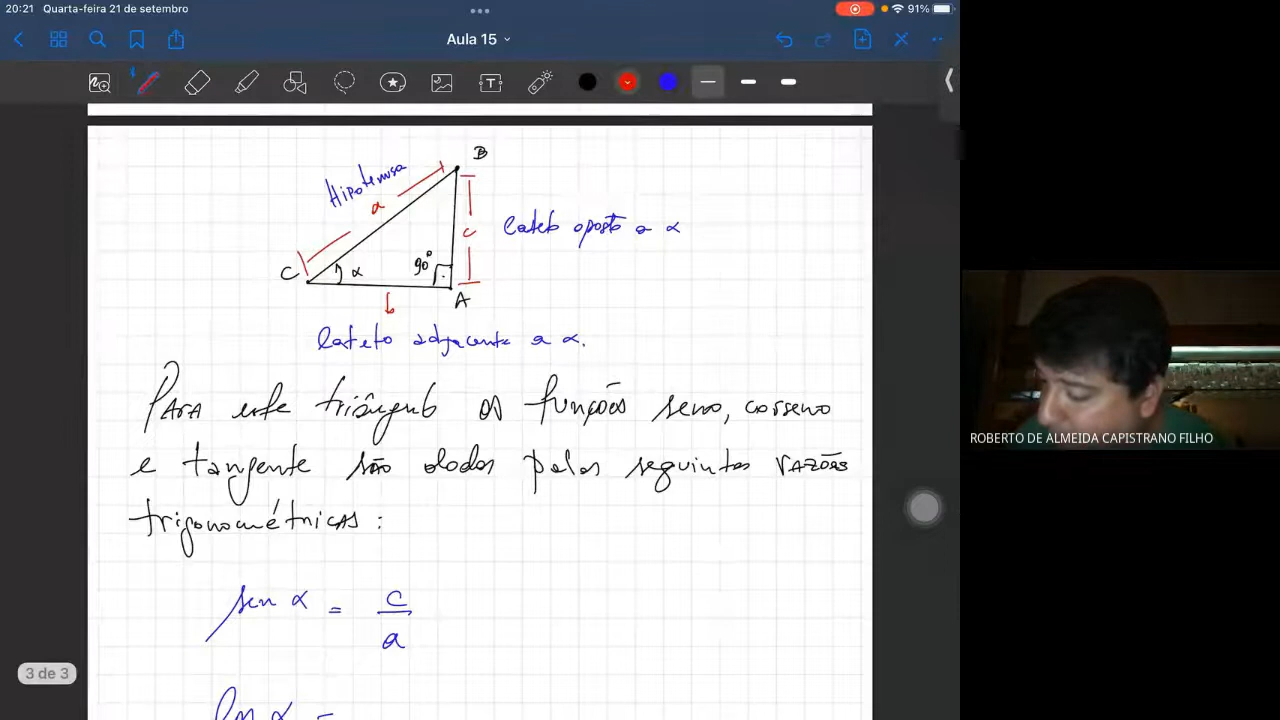 20:21 Quarta-feira 21 de setembro
91%
Aula 15
T
B
Hipotenusa
a
c
cateto oposto a α
90°
C
α
b
A
Cateto adjacente a α.
PARA este triângulo as funções seno, cosseno
e tangente são dadas pelas seguintes razões
trigonométricas:
sen α = c/a
cos α =
3 de 3
ROBERTO DE ALMEIDA CAPISTRANO FILHO